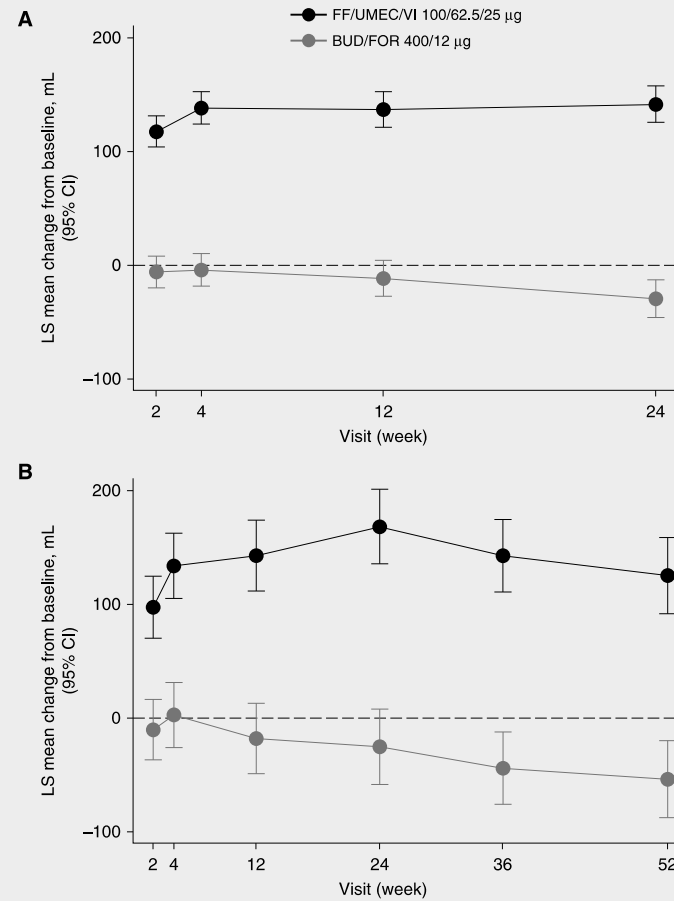 A
FF/UMEC/VI 100/62.5/25 µg
BUD/FOR 400/12 µg
LS mean change from baseline, mL
(95% CI)
200
100
0
–100
2 4 12 24
Visit (week)
B
LS mean change from baseline, mL
(95% CI)
200
100
0
–100
2 4 12 24 36 52
Visit (week)